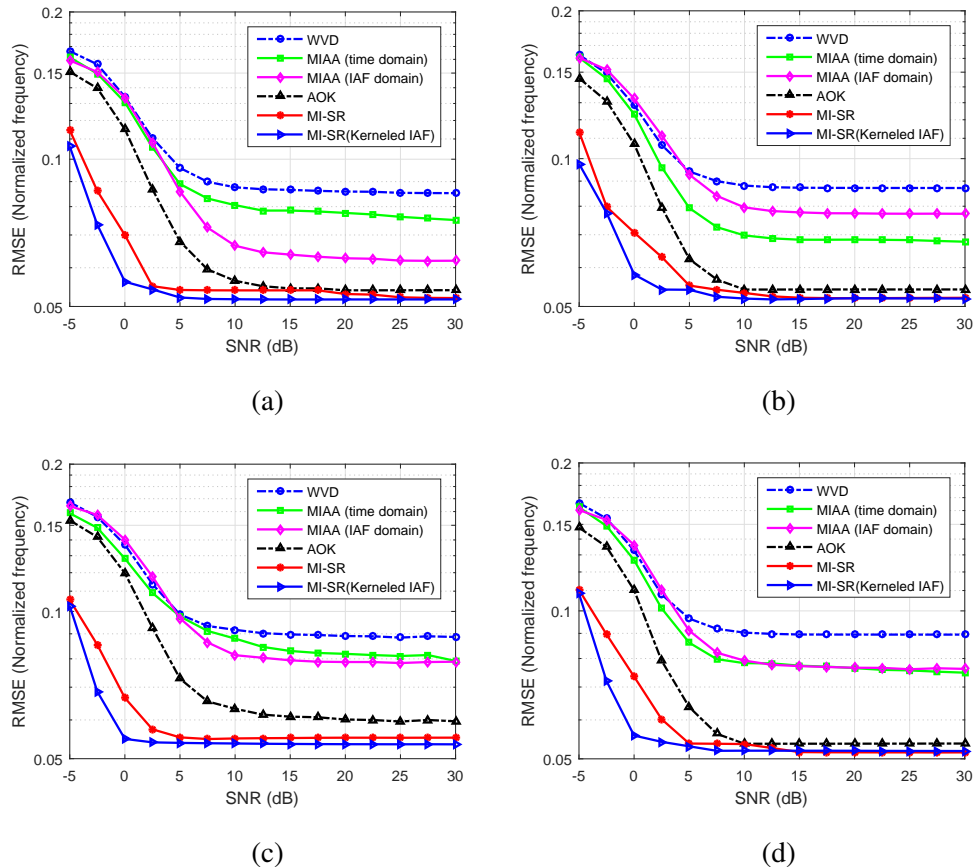 0.2
0.15
0.1
0.05
RMSE (Normalized frequency)
WVD
MIAA (time domain)
MIAA (IAF domain)
AOK
MI-SR
MI-SR(Kerneled IAF)
-5 0 5 10 15 20 25 30
SNR (dB)
(a)
0.2
0.15
0.1
0.05
RMSE (Normalized frequency)
WVD
MIAA (time domain)
MIAA (IAF domain)
AOK
MI-SR
MI-SR(Kerneled IAF)
-5 0 5 10 15 20 25 30
SNR (dB)
(b)
0.2
0.15
0.1
0.05
RMSE (Normalized frequency)
WVD
MIAA (time domain)
MIAA (IAF domain)
AOK
MI-SR
MI-SR(Kerneled IAF)
-5 0 5 10 15 20 25 30
SNR (dB)
(c)
0.2
0.15
0.1
0.05
RMSE (Normalized frequency)
WVD
MIAA (time domain)
MIAA (IAF domain)
AOK
MI-SR
MI-SR(Kerneled IAF)
-5 0 5 10 15 20 25 30
SNR (dB)
(d)